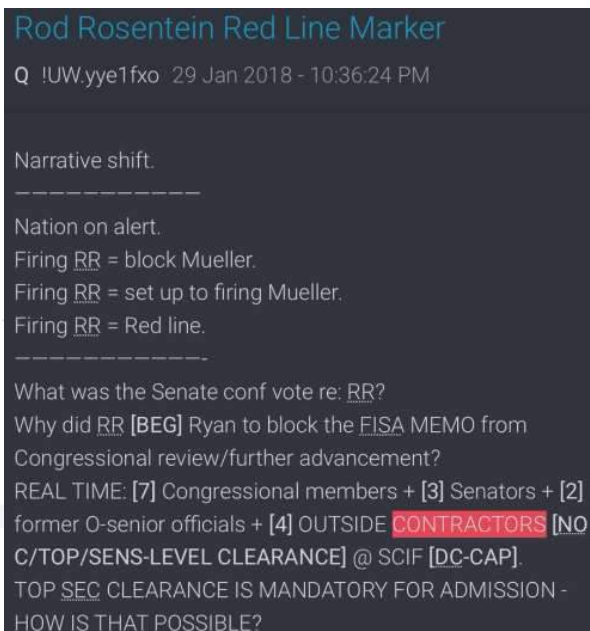 Rod Rosentein Red Line Marker
Q !UW.yye1fxo 29 Jan 2018 - 10:36:24 PM
Narrative shift.
———————————
Nation on alert.
Firing RR = block Mueller.
Firing RR = set up to firing Mueller.
Firing RR = Red line.
———————————-
What was the Senate conf vote re: RR?
Why did RR [BEG] Ryan to block the FISA MEMO from
Congressional review/further advancement?
REAL TIME: [7] Congressional members + [3] Senators + [2]
former O-senior officials + [4] OUTSIDE CONTRACTORS [NO
C/TOP/SENS-LEVEL CLEARANCE] @ SCIF [DC-CAP].
TOP SEC CLEARANCE IS MANDATORY FOR ADMISSION -
HOW IS THAT POSSIBLE?